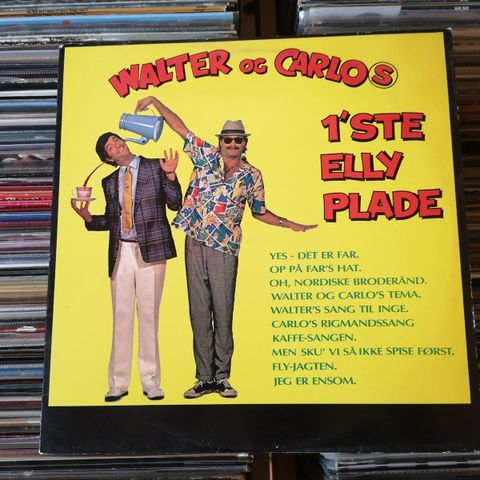 WALTER OG CARLOS
1'STE
ELLY
PLADE
YES - DET ER FAR.
OP PÅ FAR'S HAT.
OH, NORDISKE BRODERÅND.
WALTER OG CARLO'S TEMA.
WALTER'S SANG TIL INGE.
CARLO'S RIGMANDSSANG
KAFFE-SANGEN.
MEN SKU' VI SÅ IKKE SPISE FØRST.
FLY-JAGTEN.
JEG ER ENSOM.